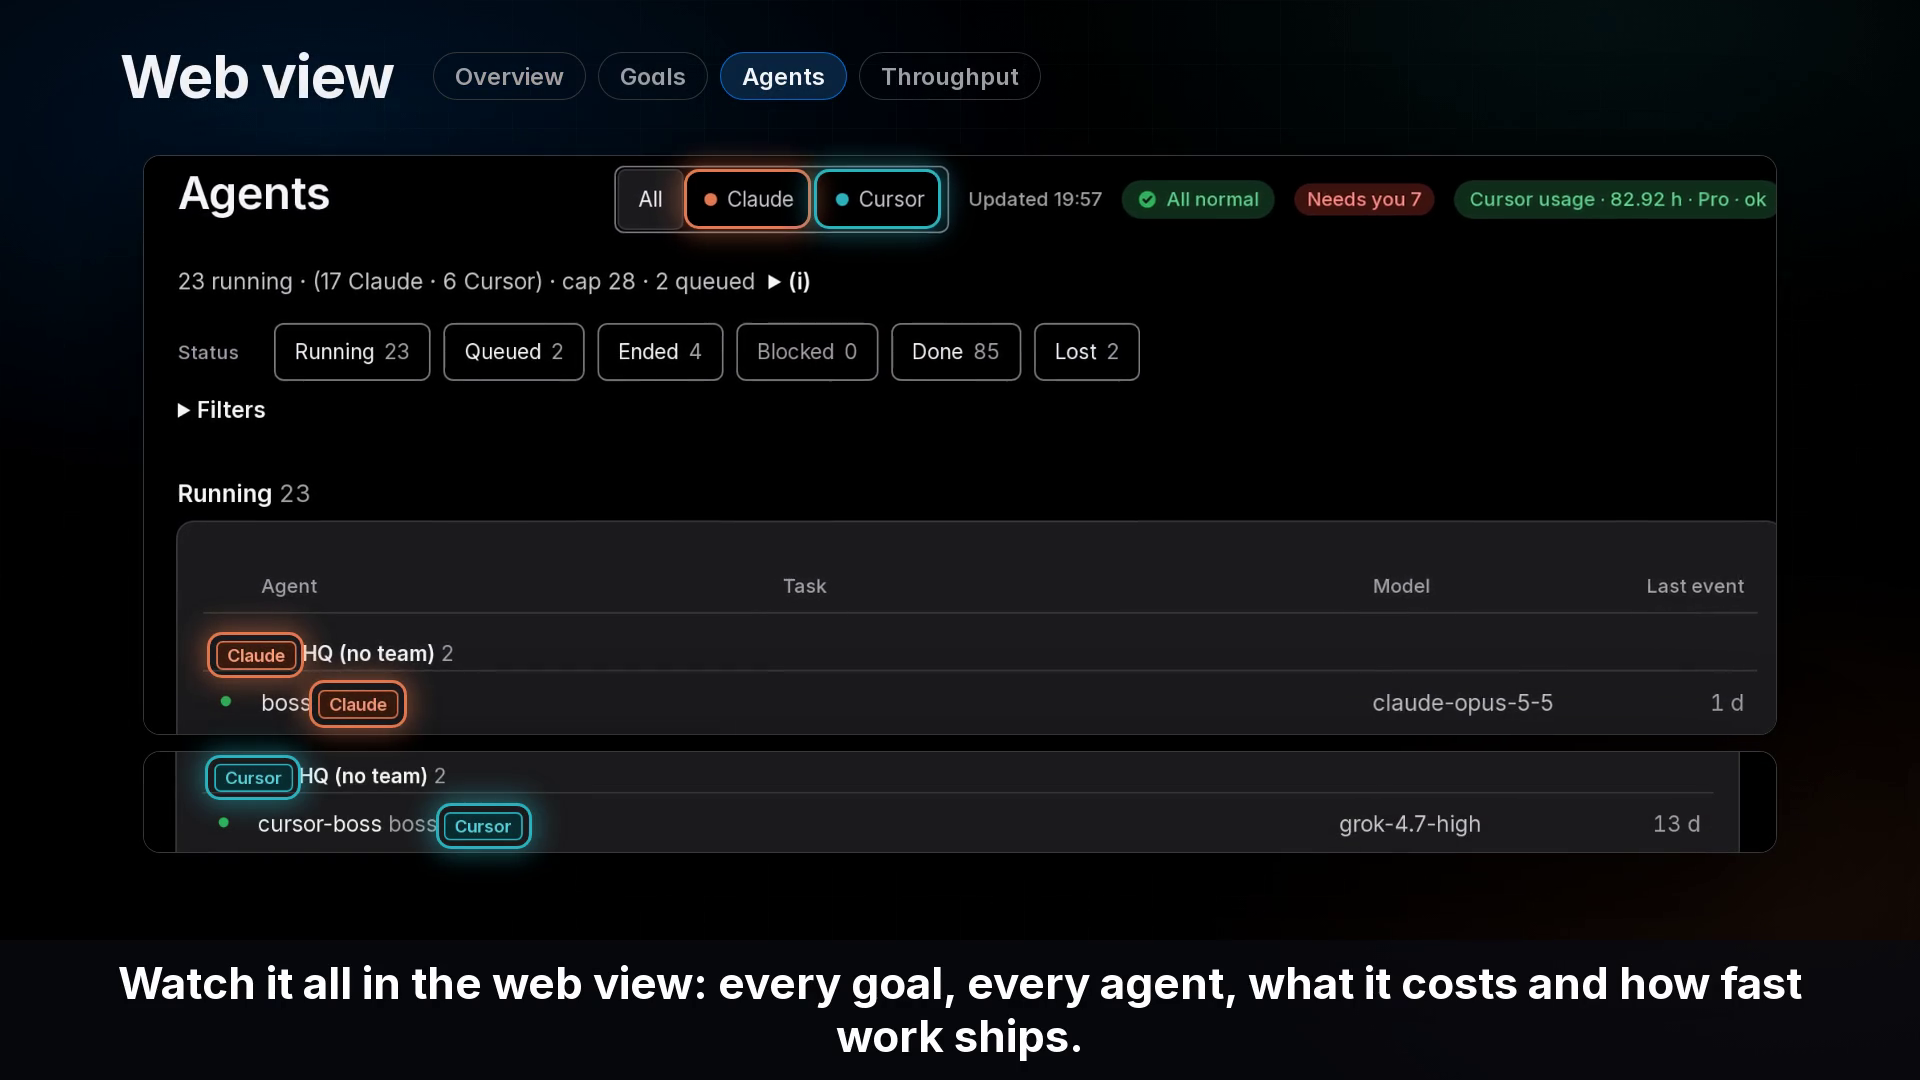 Web view Overview Goals Agents Throughput
Agents All Claude Cursor Updated 19:57 All normal Needs you 7 Cursor usage · 82.92 h · Pro · ok
23 running · (17 Claude · 6 Cursor) · cap 28 · 2 queued ▶ (i)
Status Running 23 Queued 2 Ended 4 Blocked 0 Done 85 Lost 2
▶ Filters
Running 23
Agent Task Model Last event
Claude HQ (no team) 2
boss Claude claude-opus-5-5 1 d
Cursor HQ (no team) 2
cursor-boss boss Cursor grok-4.7-high 13 d
Watch it all in the web view: every goal, every agent, what it costs and how fast
work ships.